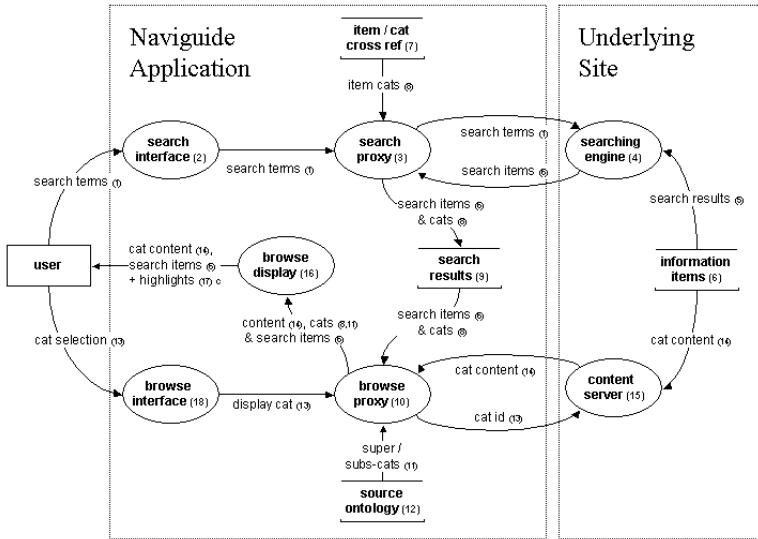 Naviguide
Application
Underlying
Site
item / cat
cross ref (7)
item cats (8)
search
interface (2)
search terms (1)
search
proxy (3)
search terms (1)
search items (5)
searching
engine (4)
search terms (1)
search items (5)
& cats (8)
search results (5)
user
cat content (14),
search items (5)
+ highlights (17) c
browse
display (16)
search
results (9)
information
items (6)
content (14), cats (8,11)
& search items (5)
search items (5)
& cats (8)
cat selection (13)
cat content (14)
browse
interface (18)
display cat (13)
browse
proxy (10)
cat content (14)
cat id (13)
content
server (15)
super /
subs-cats (11)
source
ontology (12)